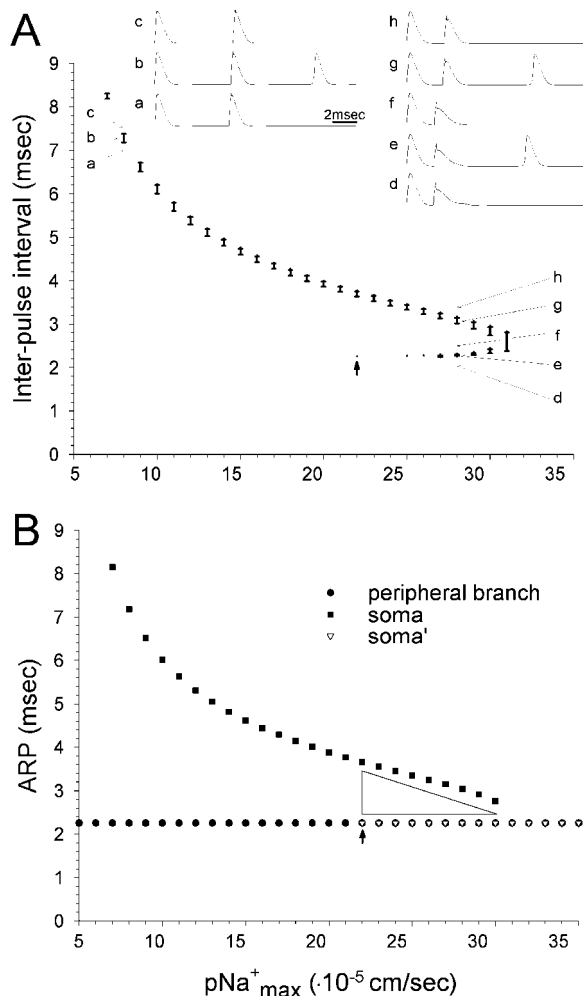 A
c
b
a
2msec
h
g
f
e
d
Inter-pulse interval (msec)
9
8
7
6
5
4
3
2
1
0
c
b
a
h
g
f
e
d
5 10 15 20 25 30 35
B
ARP (msec)
9
8
7
6
5
4
3
2
1
0
peripheral branch
soma
soma'
5 10 15 20 25 30 35
pNa⁺max (·10⁻⁵ cm/sec)